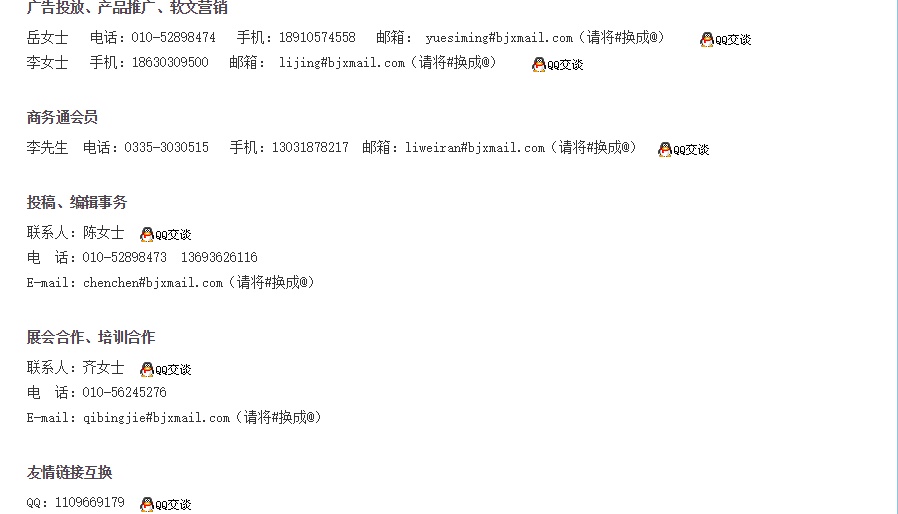 广告投放、产品推广、软文营销
岳女士 电话：010-52898474 手机：18910574558 邮箱： yuesiming#bjxmail.com（请将#换成@） QQ交谈
李女士 手机：18630309500 邮箱： lijing#bjxmail.com（请将#换成@） QQ交谈
商务通会员
李先生 电话：0335-3030515 手机：13031878217 邮箱：liweiran#bjxmail.com（请将#换成@） QQ交谈
投稿、编辑事务
联系人：陈女士 QQ交谈
电 话：010-52898473 13693626116
E-mail：chenchen#bjxmail.com（请将#换成@）
展会合作、培训合作
联系人：齐女士 QQ交谈
电 话：010-56245276
E-mail：qibingjie#bjxmail.com（请将#换成@）
友情链接互换
QQ：1109669179 QQ交谈